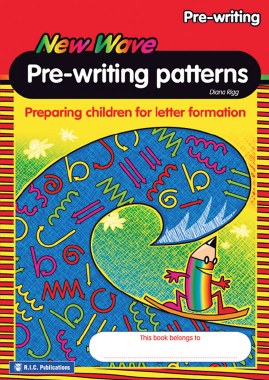 Pre-writing
New Wave
Pre-writing patterns
Diana Rigg
Preparing children for letter formation
This book belongs to
R.I.C. Publications